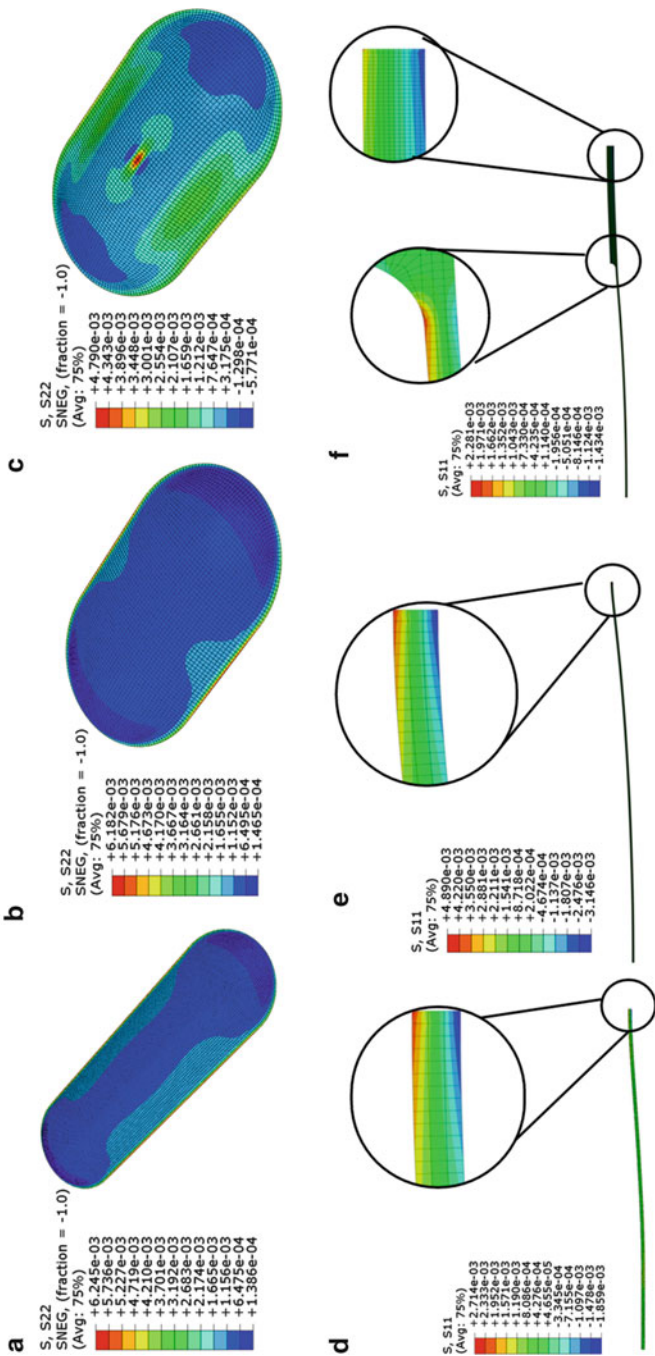 a
S, S22
SNEG, (fraction = -1.0)
(Avg: 75%)
+6.245e-03
+5.736e-03
+5.227e-03
+4.719e-03
+4.210e-03
+3.701e-03
+3.192e-03
+2.683e-03
+2.174e-03
+1.665e-03
+1.156e-03
+6.475e-04
+1.386e-04
b
S, S22
SNEG, (fraction = -1.0)
(Avg: 75%)
+6.182e-03
+5.679e-03
+5.176e-03
+4.673e-03
+4.170e-03
+3.667e-03
+3.164e-03
+2.661e-03
+2.158e-03
+1.655e-03
+1.152e-03
+6.495e-04
+1.465e-04
c
S, S22
SNEG, (fraction = -1.0)
(Avg: 75%)
+4.790e-03
+4.343e-03
+3.896e-03
+3.448e-03
+3.001e-03
+2.554e-03
+2.107e-03
+1.659e-03
+1.212e-03
+7.647e-04
+3.175e-04
-1.298e-04
-5.771e-04
d
S, S11
(Avg: 75%)
+2.714e-03
+2.333e-03
+1.952e-03
+1.571e-03
+1.190e-03
+8.086e-04
+4.276e-04
+4.655e-05
-3.345e-04
-7.155e-04
-1.097e-03
-1.478e-03
-1.859e-03
e
S, S11
(Avg: 75%)
+4.890e-03
+4.220e-03
+3.550e-03
+2.881e-03
+2.211e-03
+1.541e-03
+8.718e-04
+2.022e-04
-4.674e-04
-1.137e-03
-1.807e-03
-2.476e-03
-3.146e-03
f
S, S11
(Avg: 75%)
+2.281e-03
+1.971e-03
+1.662e-03
+1.352e-03
+1.043e-03
+7.330e-04
+4.235e-04
+1.140e-04
-1.956e-04
-5.051e-04
-8.146e-04
-1.124e-03
-1.434e-03